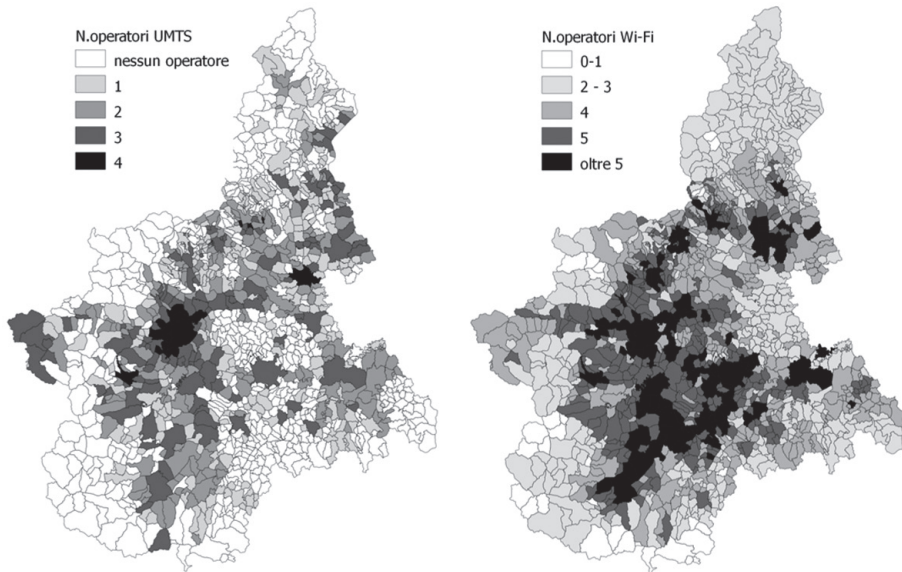 N.operatori UMTS
nessun operatore
1
2
3
4
N.operatori Wi-Fi
0-1
2 - 3
4
5
oltre 5